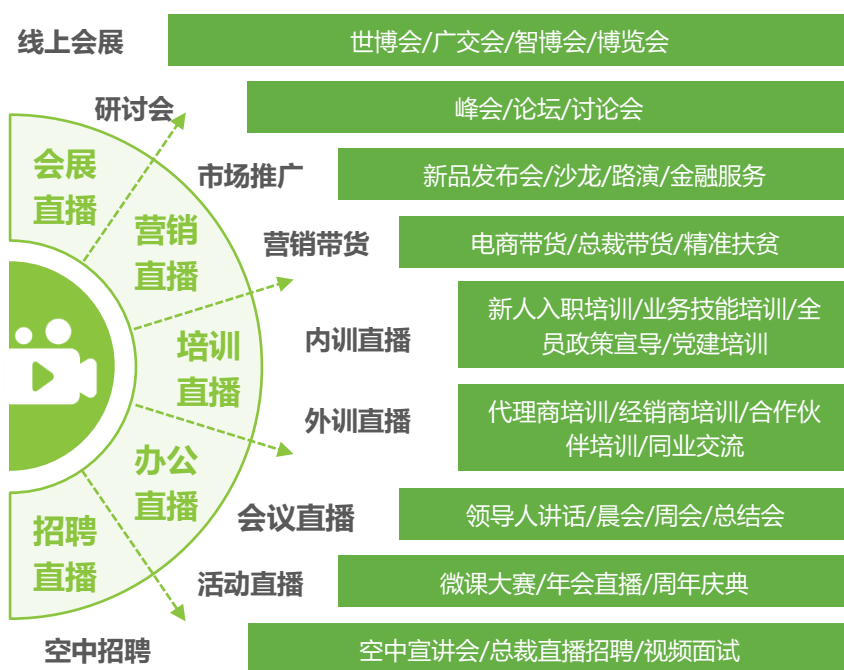 线上会展
世博会/广交会/智博会/博览会
研讨会
峰会/论坛/讨论会
会展
直播
市场推广
新品发布会/沙龙/路演/金融服务
营销
直播
营销带货
电商带货/总裁带货/精准扶贫
培训
直播
内训直播
新人入职培训/业务技能培训/全
员政策宣导/党建培训
外训直播
代理商培训/经销商培训/合作伙
伴培训/同业交流
办公
直播
会议直播
领导人讲话/晨会/周会/总结会
招聘
直播
活动直播
微课大赛/年会直播/周年庆典
空中招聘
空中宣讲会/总裁直播招聘/视频面试